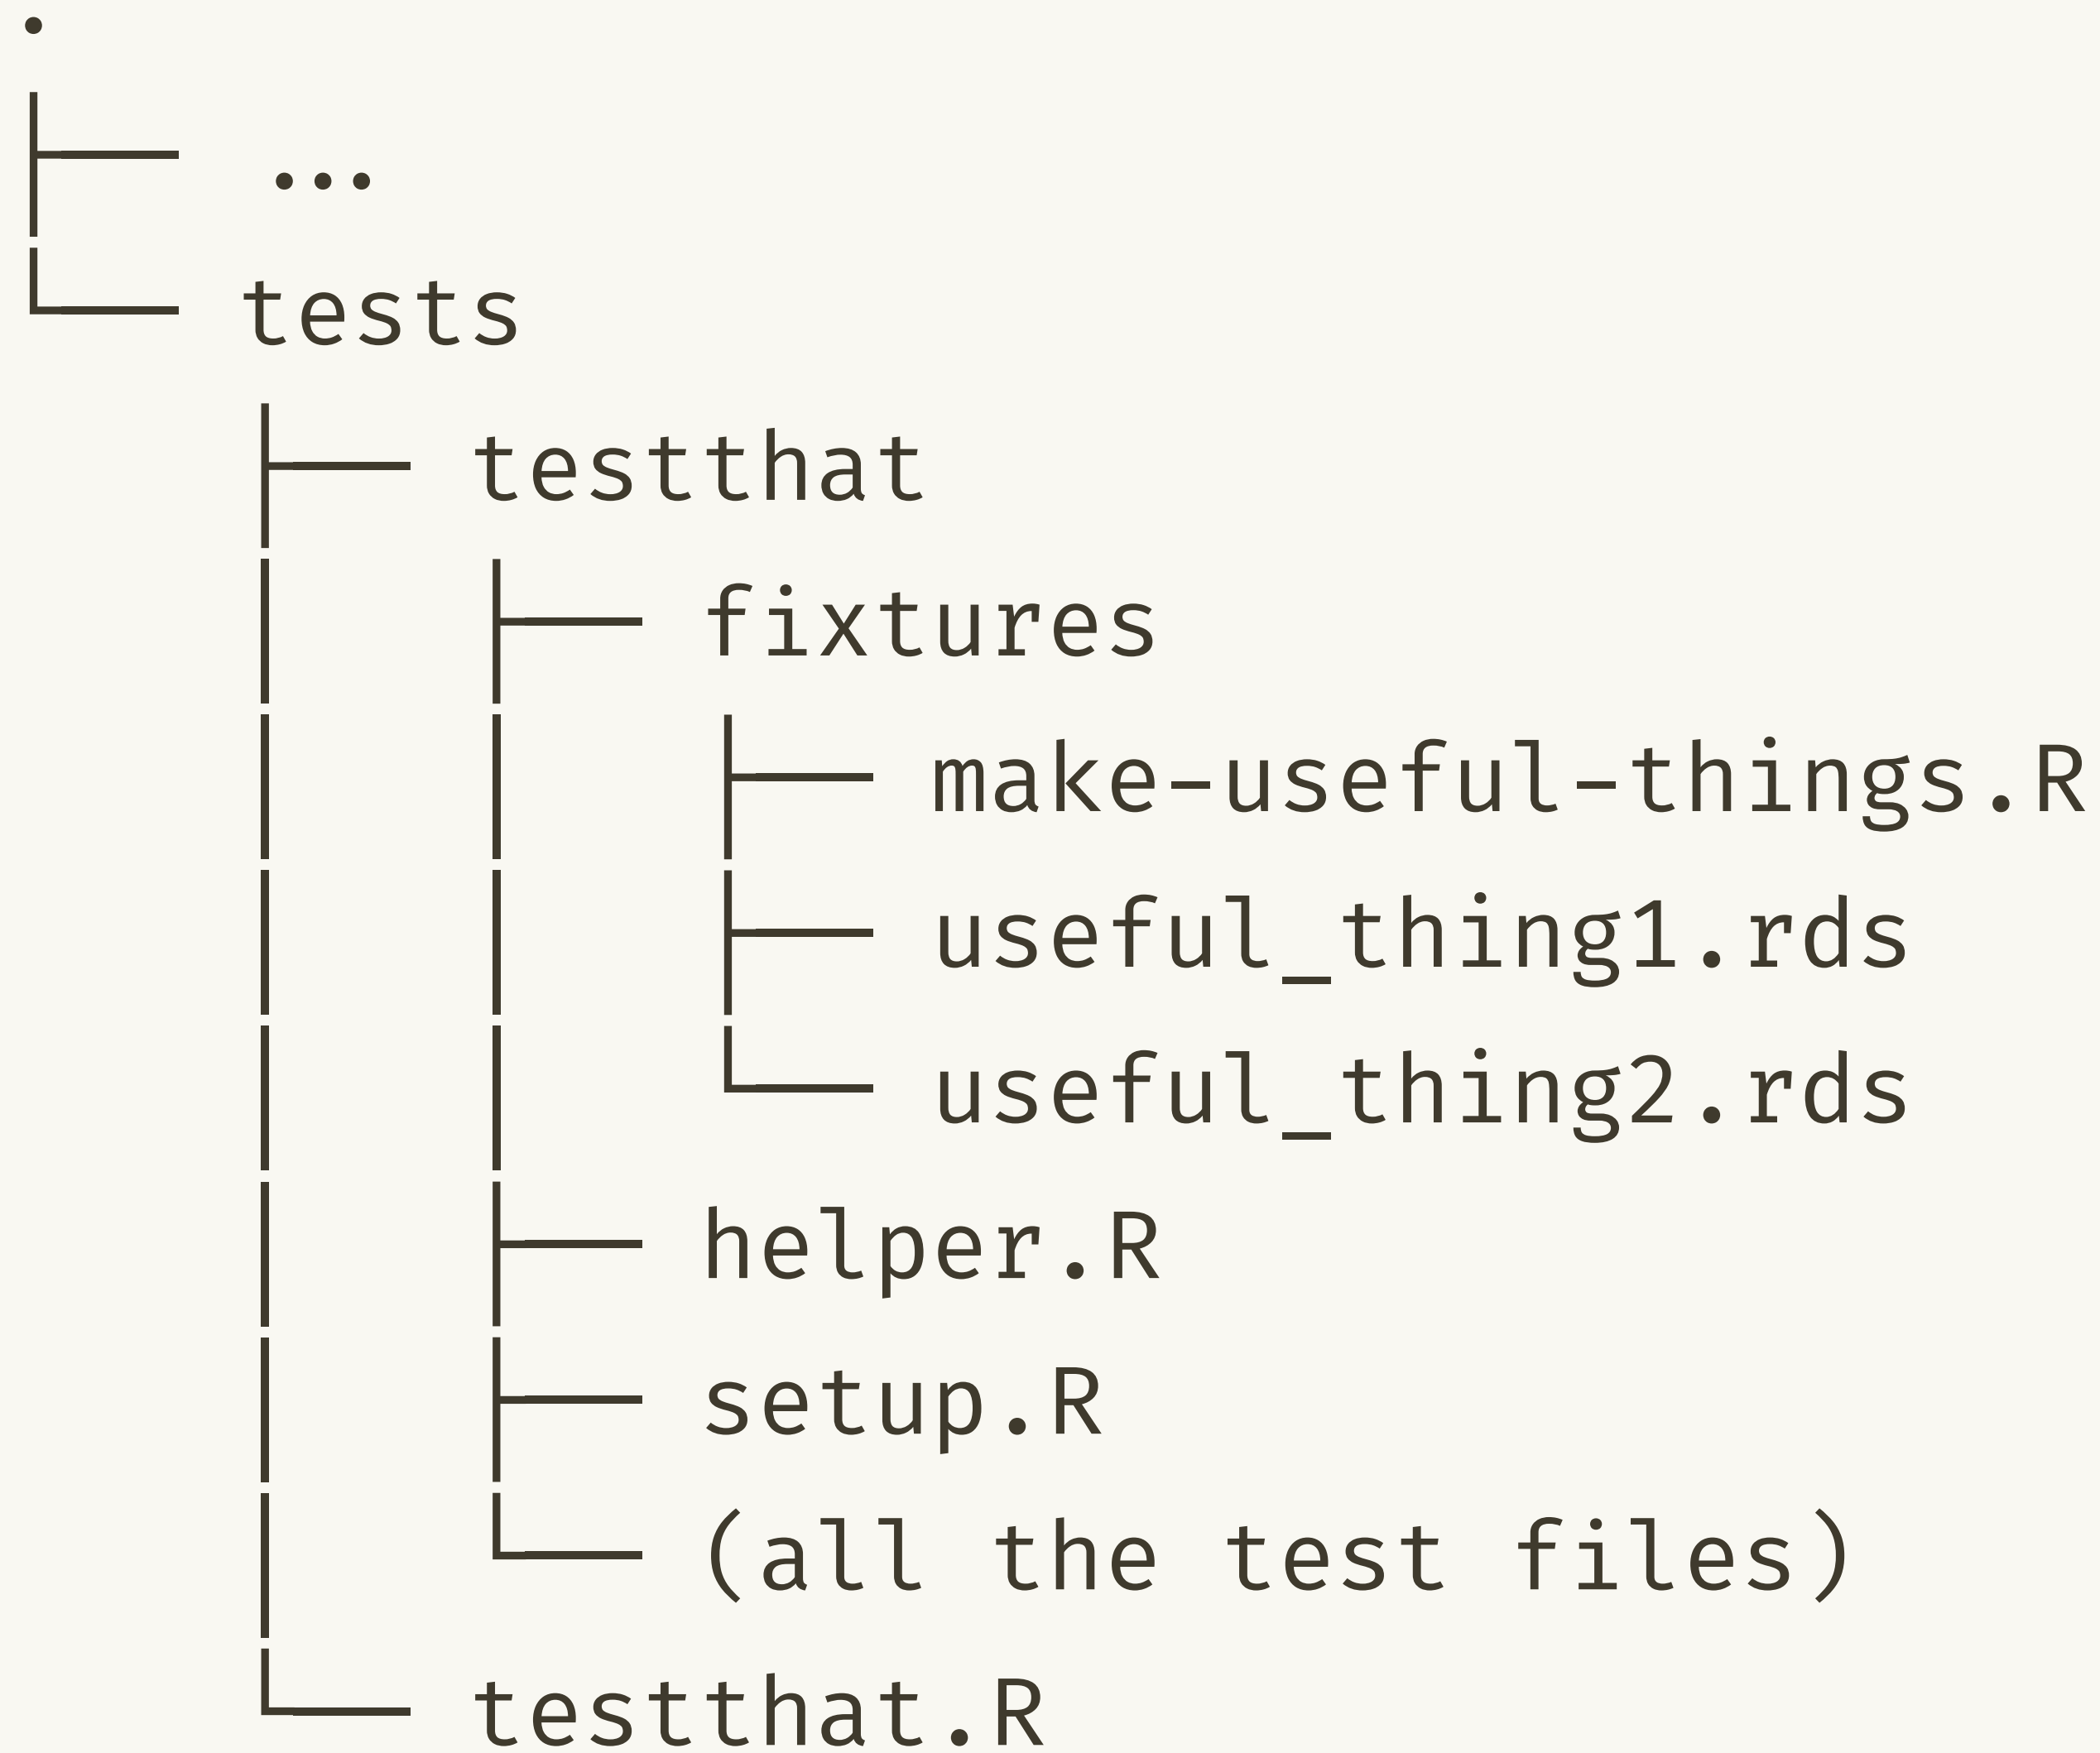 .
├── ...
└── tests
    ├── testthat
    │   ├── fixtures
    │   │   ├── make-useful-things.R
    │   │   ├── useful_thing1.rds
    │   │   └── useful_thing2.rds
    │   ├── helper.R
    │   ├── setup.R
    │   └── (all the test files)
    └── testthat.R